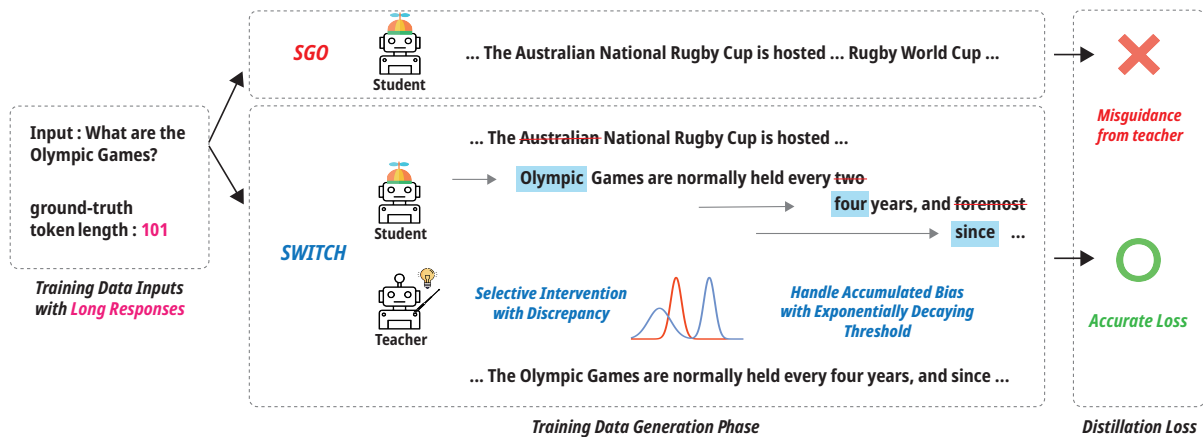 Input : What are the
Olympic Games?
ground-truth
token length : 101
Training Data Inputs
with Long Responses
SGO
Student
... The Australian National Rugby Cup is hosted ... Rugby World Cup ...
SWITCH
Student
Teacher
... The Australian National Rugby Cup is hosted ...
Olympic Games are normally held every two
four years, and foremost
since ...
Selective Intervention
with Discrepancy
Handle Accumulated Bias
with Exponentially Decaying
Threshold
... The Olympic Games are normally held every four years, and since ...
Training Data Generation Phase
Misguidance
from teacher
Accurate Loss
Distillation Loss